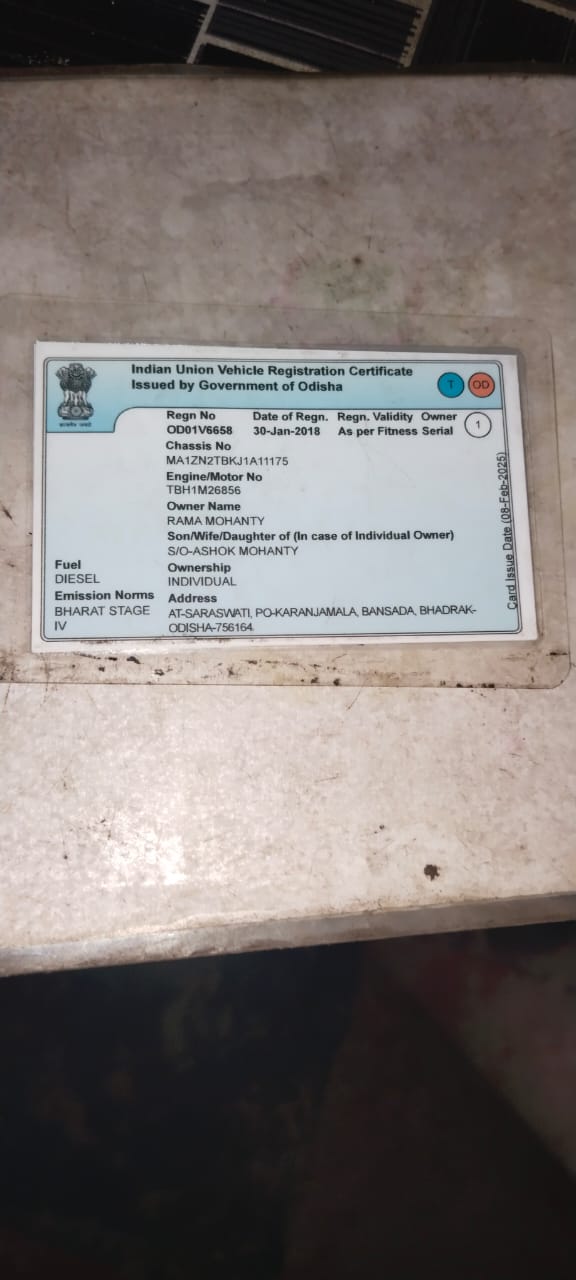 Indian Union Vehicle Registration Certificate
Issued by Government of Odisha
T OD
Regn No Date of Regn. Regn. Validity Owner
OD01V6658 30-Jan-2018 As per Fitness Serial 1
Chassis No
MA1ZN2TBKJ1A11175
Engine/Motor No
TBH1M26856
Owner Name
RAMA MOHANTY
Son/Wife/Daughter of (In case of Individual Owner)
S/O-ASHOK MOHANTY
Fuel
DIESEL
Ownership
INDIVIDUAL
Emission Norms
BHARAT STAGE
IV
Address
AT-SARASWATI, PO-KARANJAMALA, BANSADA, BHADRAK-
ODISHA-756164
Card Issue Date (08-Feb-2025)